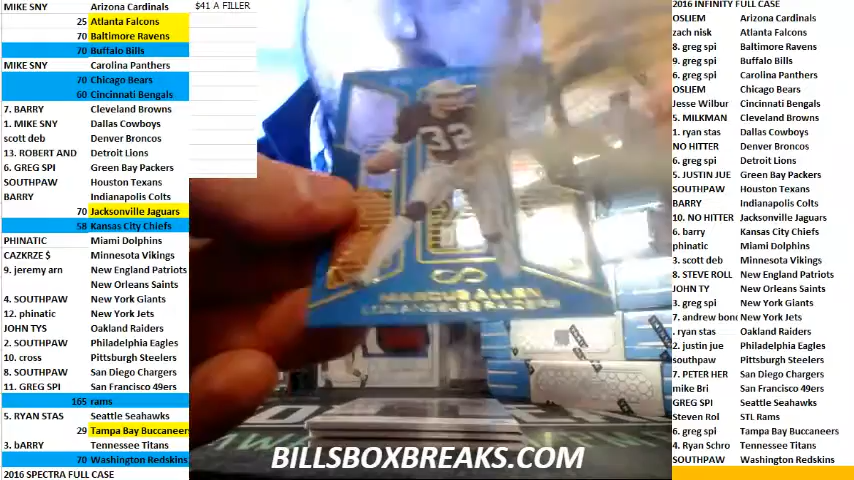 MIKE SNY Arizona Cardinals
25 Atlanta Falcons
70 Baltimore Ravens
70 Buffalo Bills
MIKE SNY Carolina Panthers
70 Chicago Bears
60 Cincinnati Bengals
7. BARRY Cleveland Browns
1. MIKE SNY Dallas Cowboys
scott deb Denver Broncos
13. ROBERT AND Detroit Lions
6. GREG SPI Green Bay Packers
SOUTHPAW Houston Texans
BARRY Indianapolis Colts
70 Jacksonville Jaguars
58 Kansas City Chiefs
PHINATIC Miami Dolphins
CAZKRZE $ Minnesota Vikings
9. jeremy arn New England Patriots
New Orleans Saints
4. SOUTHPAW New York Giants
12. phinatic New York Jets
JOHN TYS Oakland Raiders
2. SOUTHPAW Philadelphia Eagles
10. cross Pittsburgh Steelers
8. SOUTHPAW San Diego Chargers
11. GREG SPI San Francisco 49ers
165 rams
5. RYAN STAS Seattle Seahawks
29 Tampa Bay Buccaneers
3. bARRY Tennessee Titans
70 Washington Redskins
2016 SPECTRA FULL CASE
$41 A FILLER
32
MARCUS ALLEN
LOS ANGELES RAIDERS
BILLSBOXBREAKS.COM
2016 INFINITY FULL CASE
OSLIEM Arizona Cardinals
zach nisk Atlanta Falcons
8. greg spi Baltimore Ravens
9. greg spi Buffalo Bills
6. greg spi Carolina Panthers
OSLIEM Chicago Bears
Jesse Wilbur Cincinnati Bengals
5. MILKMAN Cleveland Browns
1. ryan stas Dallas Cowboys
NO HITTER Denver Broncos
6. greg spi Detroit Lions
5. JUSTIN JUE Green Bay Packers
SOUTHPAW Houston Texans
BARRY Indianapolis Colts
10. NO HITTER Jacksonville Jaguars
6. barry Kansas City Chiefs
phinatic Miami Dolphins
3. scott deb Minnesota Vikings
8. STEVE ROLL New England Patriots
JOHN TY New Orleans Saints
3. greg spi New York Giants
7. andrew bond New York Jets
. ryan stas Oakland Raiders
2. justin jue Philadelphia Eagles
southpaw Pittsburgh Steelers
7. PETER HER San Diego Chargers
mike Bri San Francisco 49ers
GREG SPI Seattle Seahawks
Steven Rol STL Rams
6. greg spi Tampa Bay Buccaneers
4. Ryan Schro Tennessee Titans
SOUTHPAW Washington Redskins